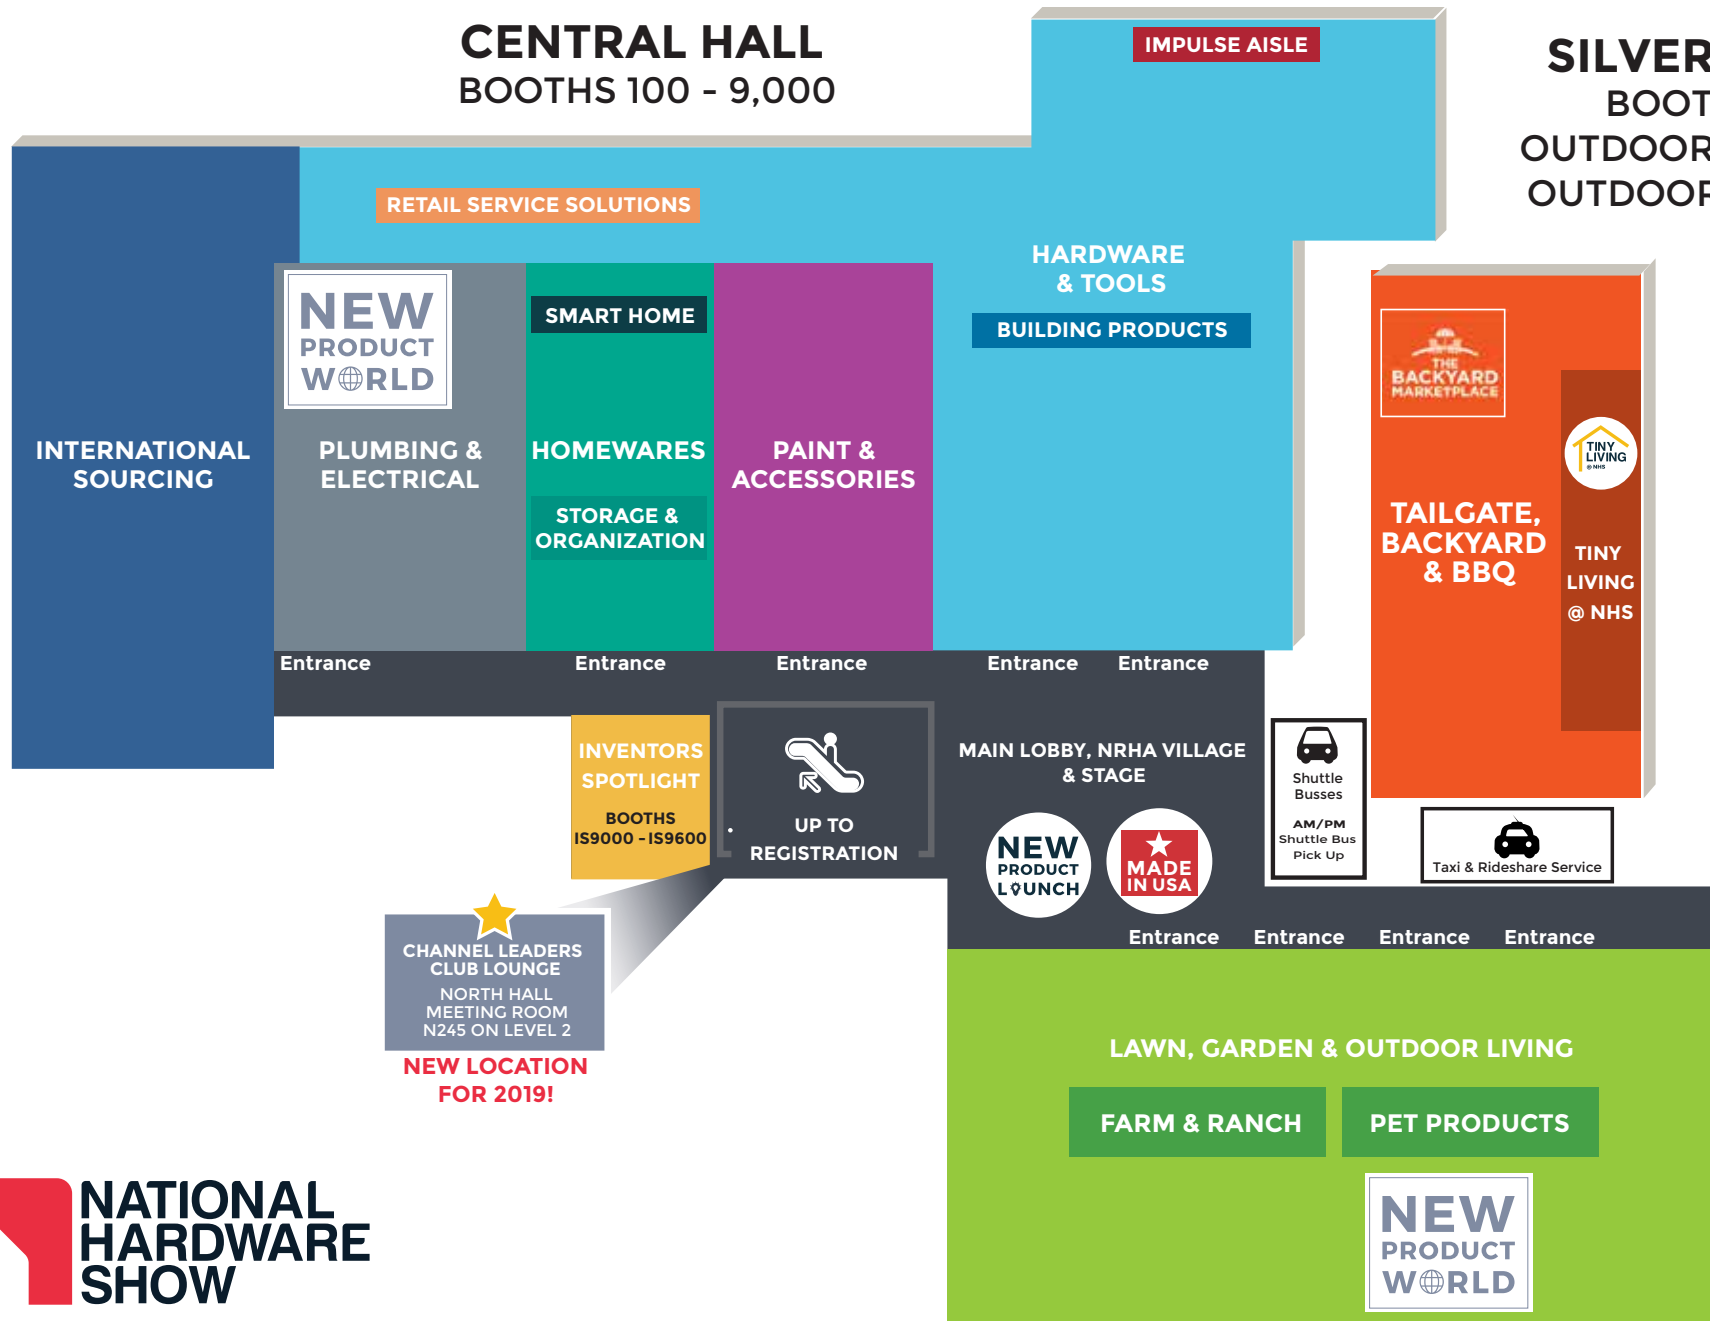 CENTRAL HALL
BOOTHS 100 - 9,000
IMPULSE AISLE
SILVER
BOOT
OUTDOOR
OUTDOOR
RETAIL SERVICE SOLUTIONS
HARDWARE
& TOOLS
BUILDING PRODUCTS
NEW
PRODUCT
WORLD
SMART HOME
THE
BACKYARD
MARKETPLACE
INTERNATIONAL
SOURCING
PLUMBING &
ELECTRICAL
HOMEWARES
STORAGE &
ORGANIZATION
PAINT &
ACCESSORIES
TINY
LIVING
@ NHS
TAILGATE,
BACKYARD
& BBQ
TINY
LIVING
@ NHS
Entrance
Entrance
Entrance
Entrance
Entrance
INVENTORS
SPOTLIGHT
BOOTHS
IS9000 - IS9600
UP TO
REGISTRATION
MAIN LOBBY, NRHA VILLAGE
& STAGE
NEW
PRODUCT
LAUNCH
MADE
IN USA
Shuttle
Busses
AM/PM
Shuttle Bus
Pick Up
Taxi & Rideshare Service
CHANNEL LEADERS
CLUB LOUNGE
NORTH HALL
MEETING ROOM
N245 ON LEVEL 2
NEW LOCATION
FOR 2019!
Entrance
Entrance
Entrance
Entrance
LAWN, GARDEN & OUTDOOR LIVING
FARM & RANCH
PET PRODUCTS
NEW
PRODUCT
WORLD
NATIONAL
HARDWARE
SHOW